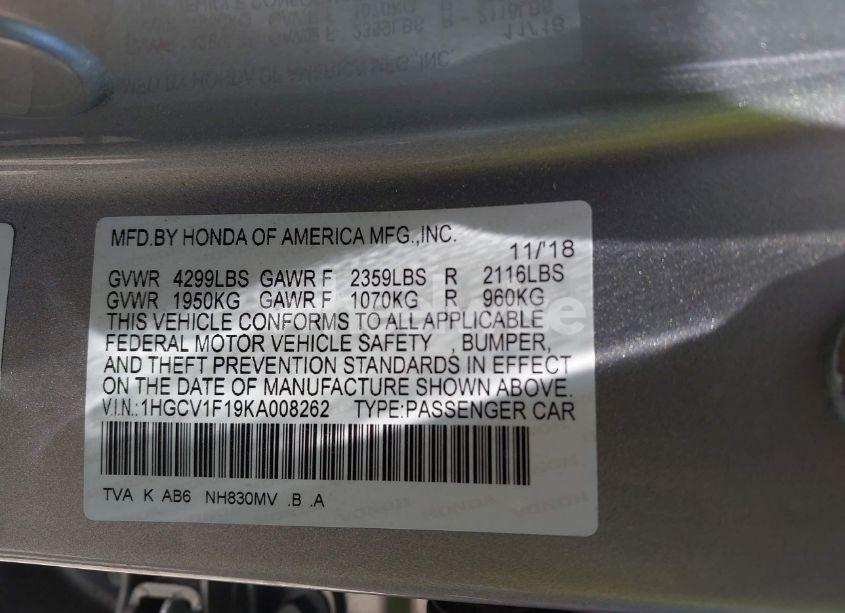 MFD.BY HONDA OF AMERICA MFG.,INC.
11/'18
GVWR 4299LBS GAWR F 2359LBS R 2116LBS
GVWR 1950KG GAWR F 1070KG R 960KG
THIS VEHICLE CONFORMS TO ALL APPLICABLE
FEDERAL MOTOR VEHICLE SAFETY , BUMPER,
AND THEFT PREVENTION STANDARDS IN EFFECT
ON THE DATE OF MANUFACTURE SHOWN ABOVE.
V.I.N.:1HGCV1F19KA008262 TYPE:PASSENGER CAR
TVA K AB6 NH830MV .B .A